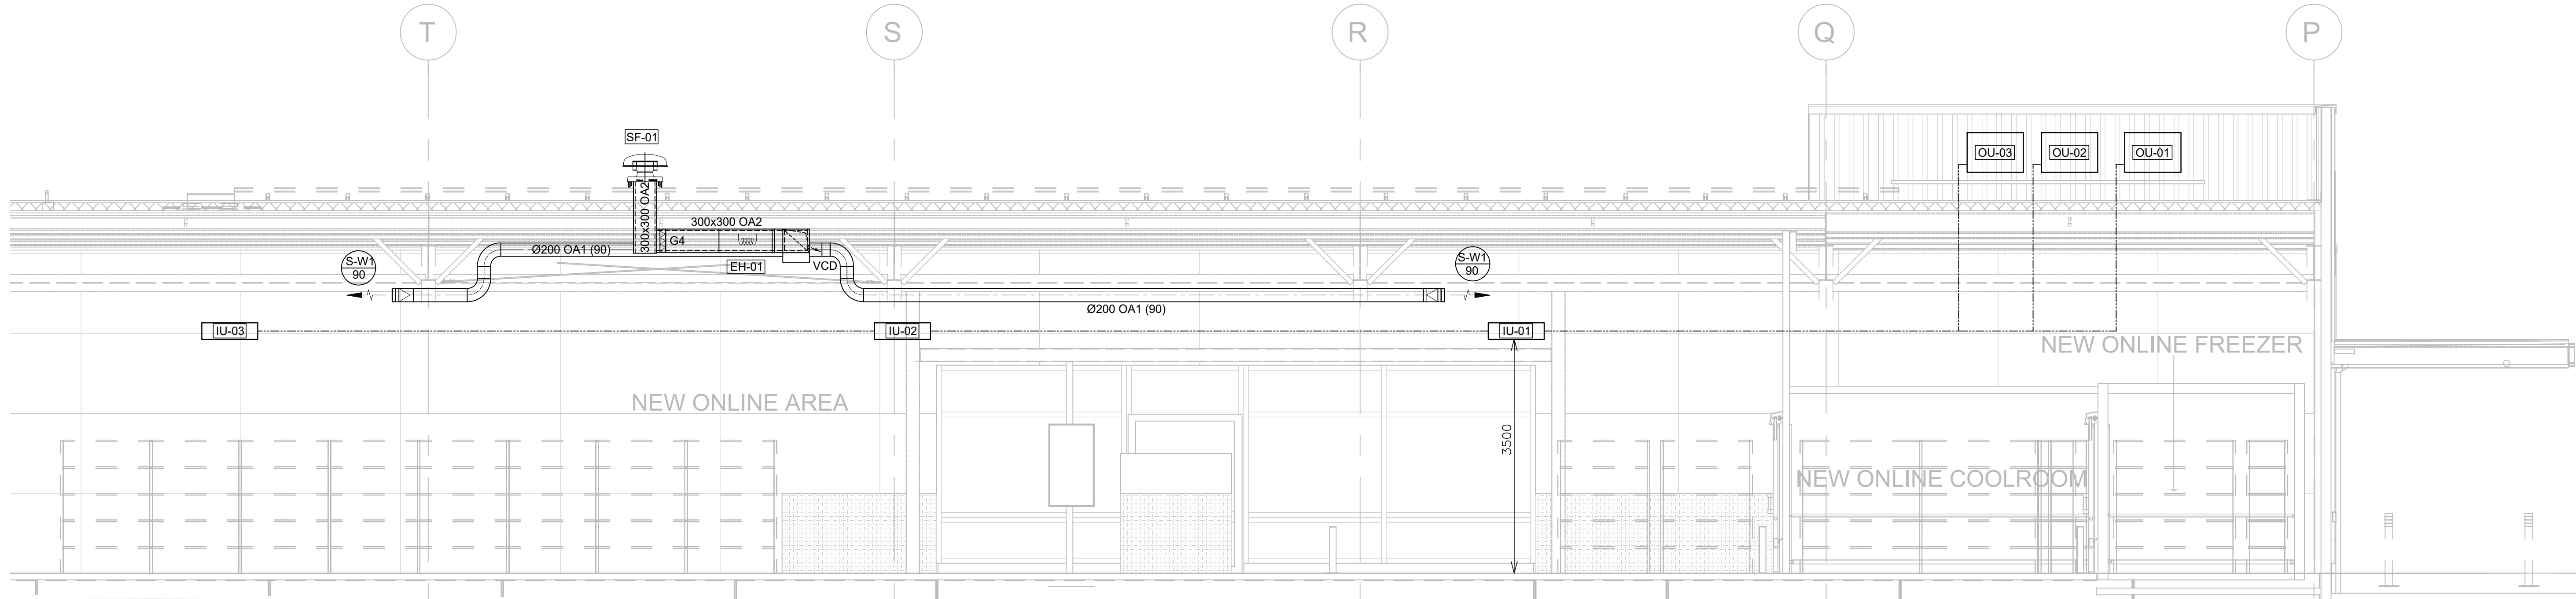 T
S
R
Q
P
SF-01
OU-03
OU-02
OU-01
300x300 OA2
300x300 OA2
G4
Ø200 OA1 (90)
S-W1
90
EH-01
VCD
S-W1
90
Ø200 OA1 (90)
IU-03
IU-02
IU-01
NEW ONLINE FREEZER
NEW ONLINE AREA
3500
NEW ONLINE COOLROOM